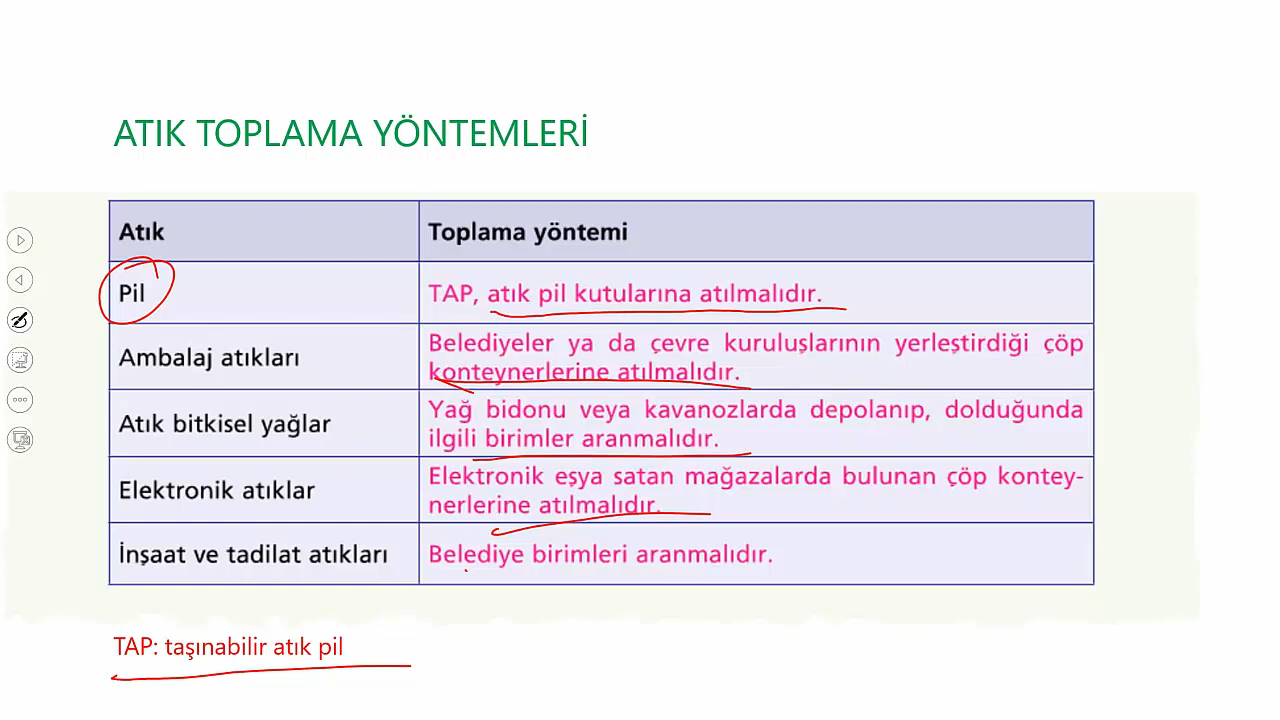 ATIK TOPLAMA YÖNTEMLERİ
Atık
Toplama yöntemi
Pil
TAP, atık pil kutularına atılmalıdır.
Ambalaj atıkları
Belediyeler ya da çevre kuruluşlarının yerleştirdiği çöp
konteynerlerine atılmalıdır.
Atık bitkisel yağlar
Yağ bidonu veya kavanozlarda depolanıp, dolduğunda
ilgili birimler aranmalıdır.
Elektronik atıklar
Elektronik eşya satan mağazalarda bulunan çöp kontey-
nerlerine atılmalıdır.
İnşaat ve tadilat atıkları
Belediye birimleri aranmalıdır.
TAP: taşınabilir atık pil